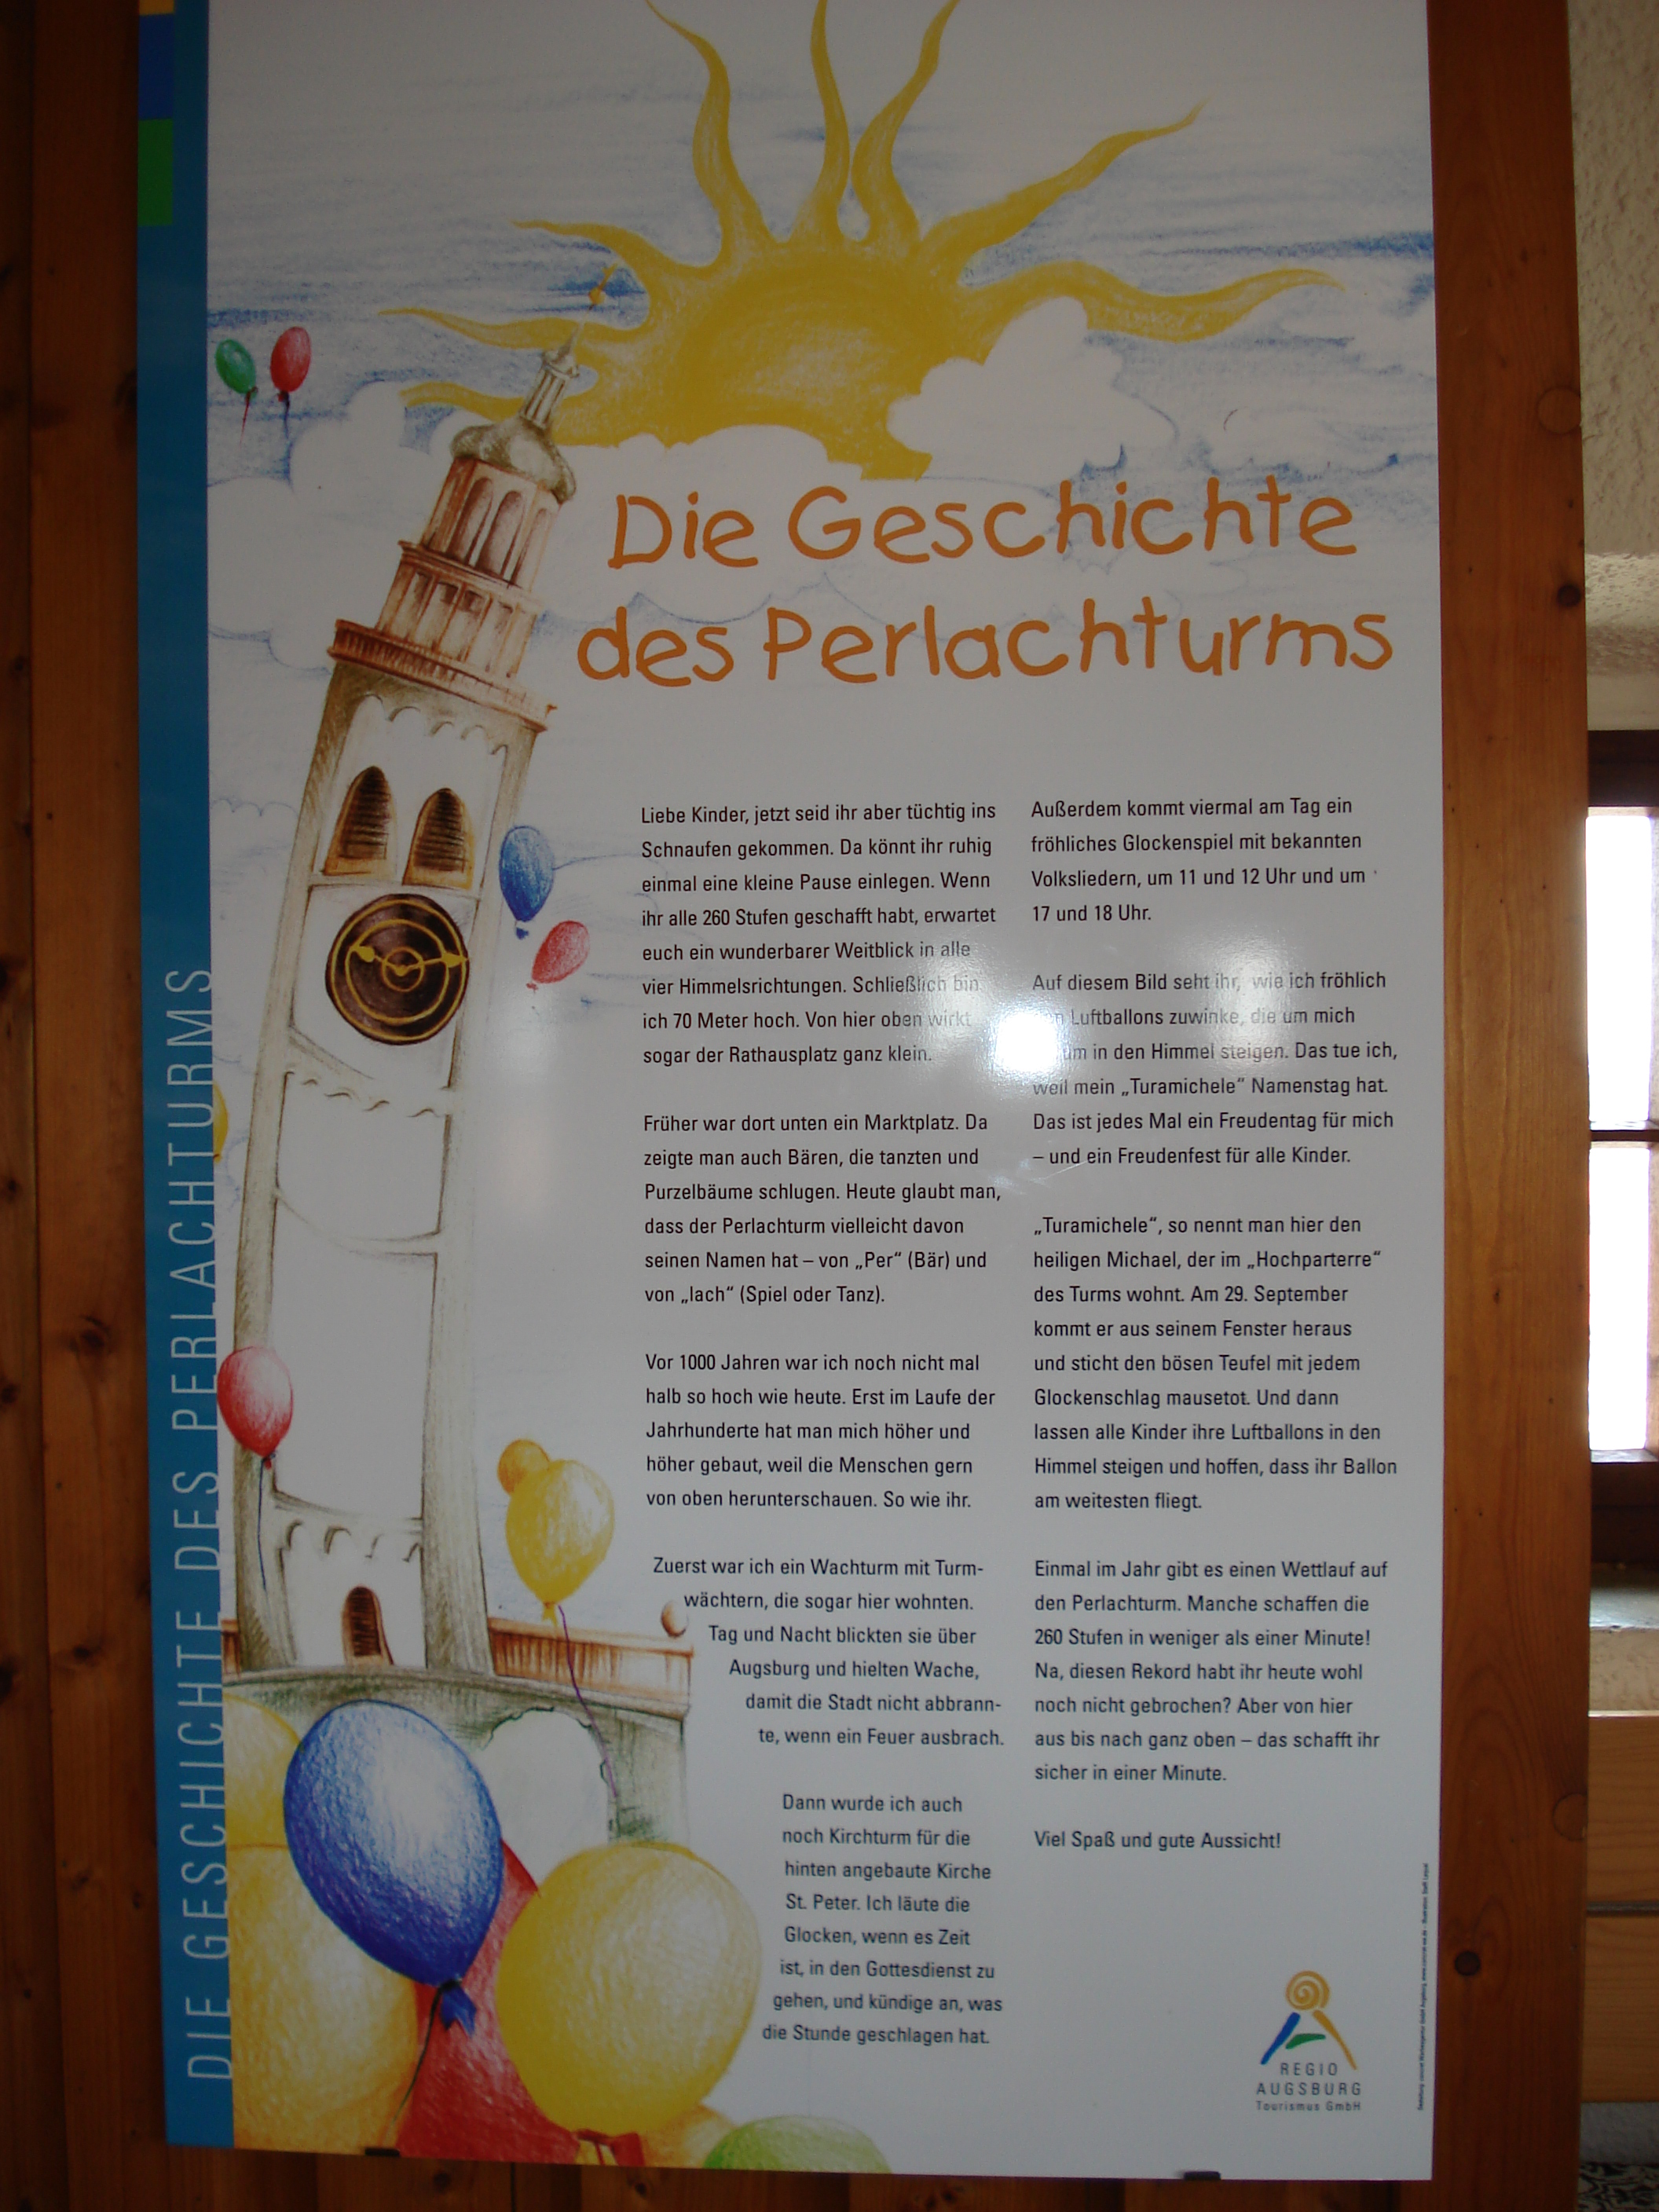 DIE GESCHICHTE DES PERLACHTURMS
Die Geschichte
des Perlachturms
Liebe Kinder, jetzt seid ihr aber tüchtig ins
Schnaufen gekommen. Da könnt ihr ruhig
einmal eine kleine Pause einlegen. Wenn
ihr alle 260 Stufen geschafft habt, erwartet
euch ein wunderbarer Weitblick in alle
vier Himmelsrichtungen. Schließlich bin
ich 70 Meter hoch. Von hier oben wirkt
sogar der Rathausplatz ganz klein.
Früher war dort unten ein Marktplatz. Da
zeigte man auch Bären, die tanzten und
Purzelbäume schlugen. Heute glaubt man,
dass der Perlachturm vielleicht davon
seinen Namen hat – von „Per“ (Bär) und
von „lach“ (Spiel oder Tanz).
Vor 1000 Jahren war ich noch nicht mal
halb so hoch wie heute. Erst im Laufe der
Jahrhunderte hat man mich höher und
höher gebaut, weil die Menschen gern
von oben herunterschauen. So wie ihr.
Zuerst war ich ein Wachturm mit Turm-
wächtern, die sogar hier wohnten.
Tag und Nacht blickten sie über
Augsburg und hielten Wache,
damit die Stadt nicht abbrann-
te, wenn ein Feuer ausbrach.
Dann wurde ich auch
noch Kirchturm für die
hinten angebaute Kirche
St. Peter. Ich läute die
Glocken, wenn es Zeit
ist, in den Gottesdienst zu
gehen, und kündige an, was
die Stunde geschlagen hat.
Außerdem kommt viermal am Tag ein
fröhliches Glockenspiel mit bekannten
Volksliedern, um 11 und 12 Uhr und um
17 und 18 Uhr.
Auf diesem Bild seht ihr, wie ich fröhlich
Luftballons zuwinke, die um mich
in den Himmel steigen. Das tue ich,
weil mein „Turamichele“ Namenstag hat.
Das ist jedes Mal ein Freudentag für mich
– und ein Freudenfest für alle Kinder.
„Turamichele“, so nennt man hier den
heiligen Michael, der im „Hochparterre“
des Turms wohnt. Am 29. September
kommt er aus seinem Fenster heraus
und sticht den bösen Teufel mit jedem
Glockenschlag mausetot. Und dann
lassen alle Kinder ihre Luftballons in den
Himmel steigen und hoffen, dass ihr Ballon
am weitesten fliegt.
Einmal im Jahr gibt es einen Wettlauf auf
den Perlachturm. Manche schaffen die
260 Stufen in weniger als einer Minute!
Na, diesen Rekord habt ihr heute wohl
noch nicht gebrochen? Aber von hier
aus bis nach ganz oben – das schafft ihr
sicher in einer Minute.
Viel Spaß und gute Aussicht!
REGIO
AUGSBURG
Tourismus GmbH